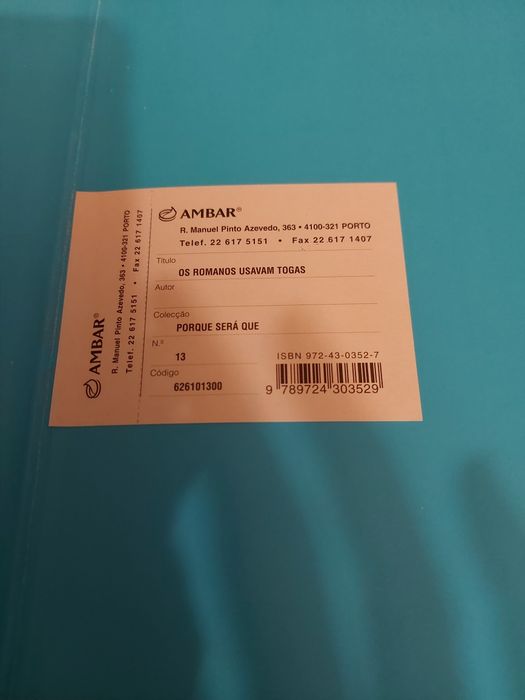 AMBAR®
R. Manuel Pinto Azevedo, 363 • 4100-321 PORTO
Telef. 22 617 5151 • Fax 22 617 1407
AMBAR®
R. Manuel Pinto Azevedo, 363 • 4100-321 PORTO
Telef. 22 617 5151 • Fax 22 617 1407
Título
OS ROMANOS USAVAM TOGAS
Autor
Colecção
PORQUE SERÁ QUE
N.º
13
Código
626101300
ISBN 972-43-0352-7
9 789724 303529